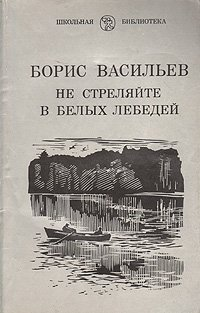 ШКОЛЬНАЯ БИБЛИОТЕКА
БОРИС ВАСИЛЬЕВ
НЕ СТРЕЛЯЙТЕ
В БЕЛЫХ ЛЕБЕДЕЙ